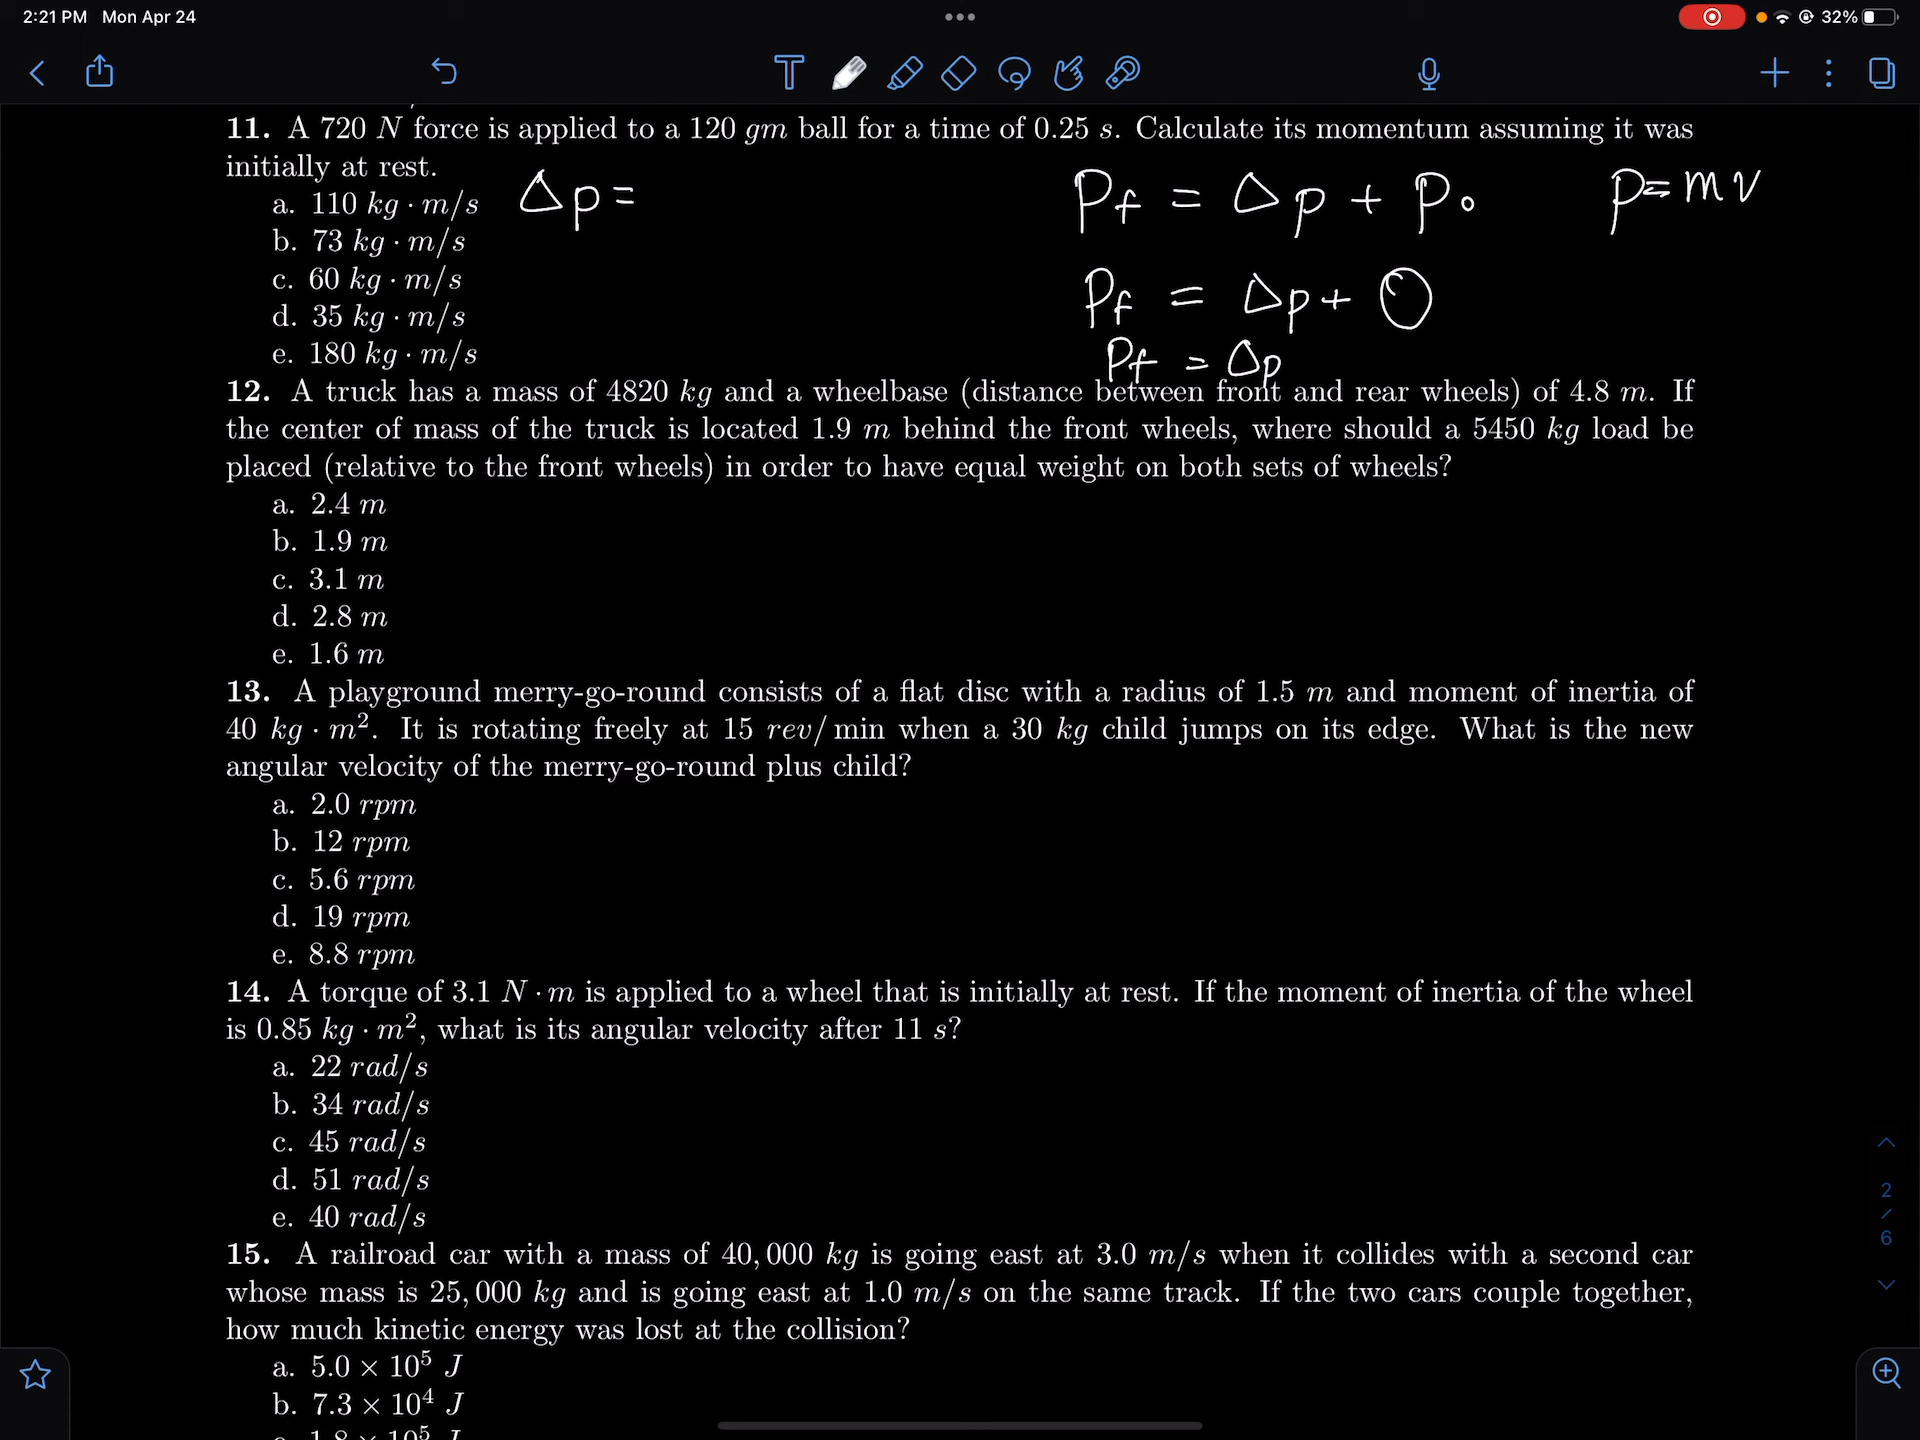 2:21 PM Mon Apr 24
32%
11. A 720 N force is applied to a 120 gm ball for a time of 0.25 s. Calculate its momentum assuming it was
initially at rest.
a. 110 kg · m/s
b. 73 kg · m/s
c. 60 kg · m/s
d. 35 kg · m/s
e. 180 kg · m/s
Δp =
Pf = Δp + P₀
P = mv
Pf = Δp + 0
Pf = Δp
12. A truck has a mass of 4820 kg and a wheelbase (distance between front and rear wheels) of 4.8 m. If
the center of mass of the truck is located 1.9 m behind the front wheels, where should a 5450 kg load be
placed (relative to the front wheels) in order to have equal weight on both sets of wheels?
a. 2.4 m
b. 1.9 m
c. 3.1 m
d. 2.8 m
e. 1.6 m
13. A playground merry-go-round consists of a flat disc with a radius of 1.5 m and moment of inertia of
40 kg · m². It is rotating freely at 15 rev/min when a 30 kg child jumps on its edge. What is the new
angular velocity of the merry-go-round plus child?
a. 2.0 rpm
b. 12 rpm
c. 5.6 rpm
d. 19 rpm
e. 8.8 rpm
14. A torque of 3.1 N · m is applied to a wheel that is initially at rest. If the moment of inertia of the wheel
is 0.85 kg · m², what is its angular velocity after 11 s?
a. 22 rad/s
b. 34 rad/s
c. 45 rad/s
d. 51 rad/s
e. 40 rad/s
2
/
6
15. A railroad car with a mass of 40,000 kg is going east at 3.0 m/s when it collides with a second car
whose mass is 25,000 kg and is going east at 1.0 m/s on the same track. If the two cars couple together,
how much kinetic energy was lost at the collision?
a. 5.0 × 10⁵ J
b. 7.3 × 10⁴ J